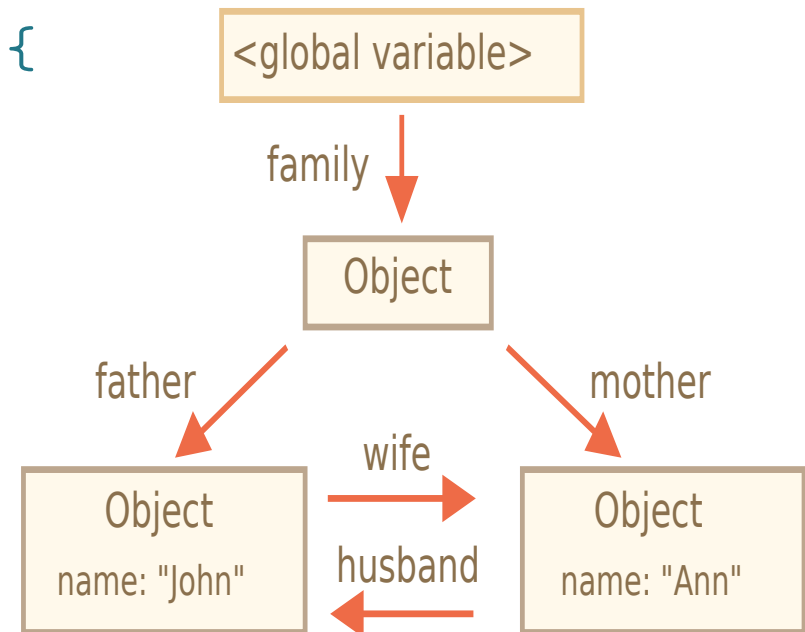 {
<global variable>
family
Object
father
mother
wife
Object
name: "John"
husband
Object
name: "Ann"